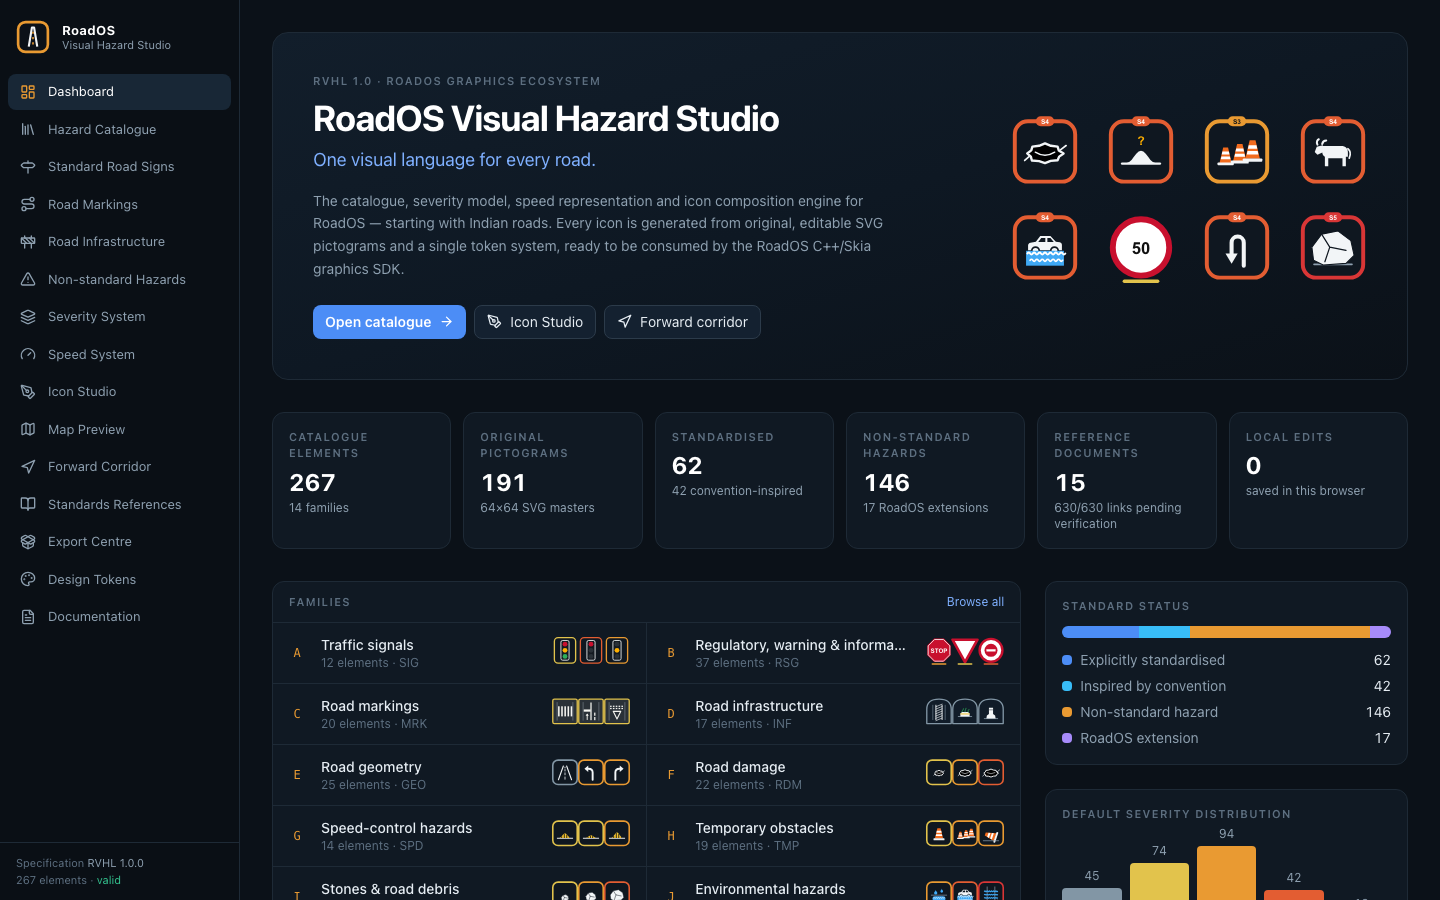 RoadOS
Visual Hazard Studio
Dashboard
Hazard Catalogue
Standard Road Signs
Road Markings
Road Infrastructure
Non-standard Hazards
Severity System
Speed System
Icon Studio
Map Preview
Forward Corridor
Standards References
Export Centre
Design Tokens
Documentation
Specification RVHL 1.0.0
267 elements · valid
RVHL 1.0 · ROADOS GRAPHICS ECOSYSTEM
RoadOS Visual Hazard Studio
One visual language for every road.
The catalogue, severity model, speed representation and icon composition engine for
RoadOS — starting with Indian roads. Every icon is generated from original, editable SVG
pictograms and a single token system, ready to be consumed by the RoadOS C++/Skia
graphics SDK.
Open catalogue →
Icon Studio
Forward corridor
S4
S4
S3
S4
?
S4
50
S4
S5
CATALOGUE
ELEMENTS
267
14 families
ORIGINAL
PICTOGRAMS
191
64×64 SVG masters
STANDARDISED
62
42 convention-inspired
NON-STANDARD
HAZARDS
146
17 RoadOS extensions
REFERENCE
DOCUMENTS
15
630/630 links pending
verification
LOCAL EDITS
0
saved in this browser
FAMILIES
Browse all
A
Traffic signals
12 elements · SIG
B
Regulatory, warning & informa...
37 elements · RSG
STOP
C
Road markings
20 elements · MRK
D
Road infrastructure
17 elements · INF
E
Road geometry
25 elements · GEO
F
Road damage
22 elements · RDM
G
Speed-control hazards
14 elements · SPD
H
Temporary obstacles
19 elements · TMP
I
Stones & road debris
J
Environmental hazards
STANDARD STATUS
Explicitly standardised 62
Inspired by convention 42
Non-standard hazard 146
RoadOS extension 17
DEFAULT SEVERITY DISTRIBUTION
45
74
94
42